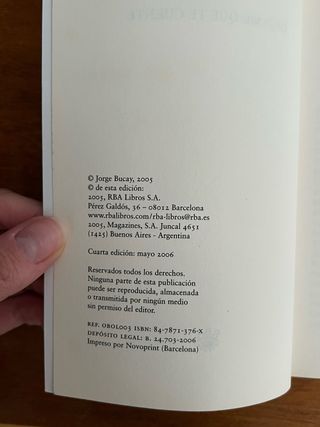 © Jorge Bucay, 2005
© de esta edición:
2005, RBA Libros S.A.
Pérez Galdós, 36 – 08012 Barcelona
www.rbalibros.com/rba-libros@rba.es
2005, Magazines, S.A. Juncal 4651
(1425) Buenos Aires - Argentina
Cuarta edición: mayo 2006
Reservados todos los derechos.
Ninguna parte de esta publicación
puede ser reproducida, almacenada
o transmitida por ningún medio
sin permiso del editor.
REF. OBOL003 ISBN: 84-7871-376-X
DEPÓSITO LEGAL: B. 24.703-2006
Impreso por Novoprint (Barcelona)